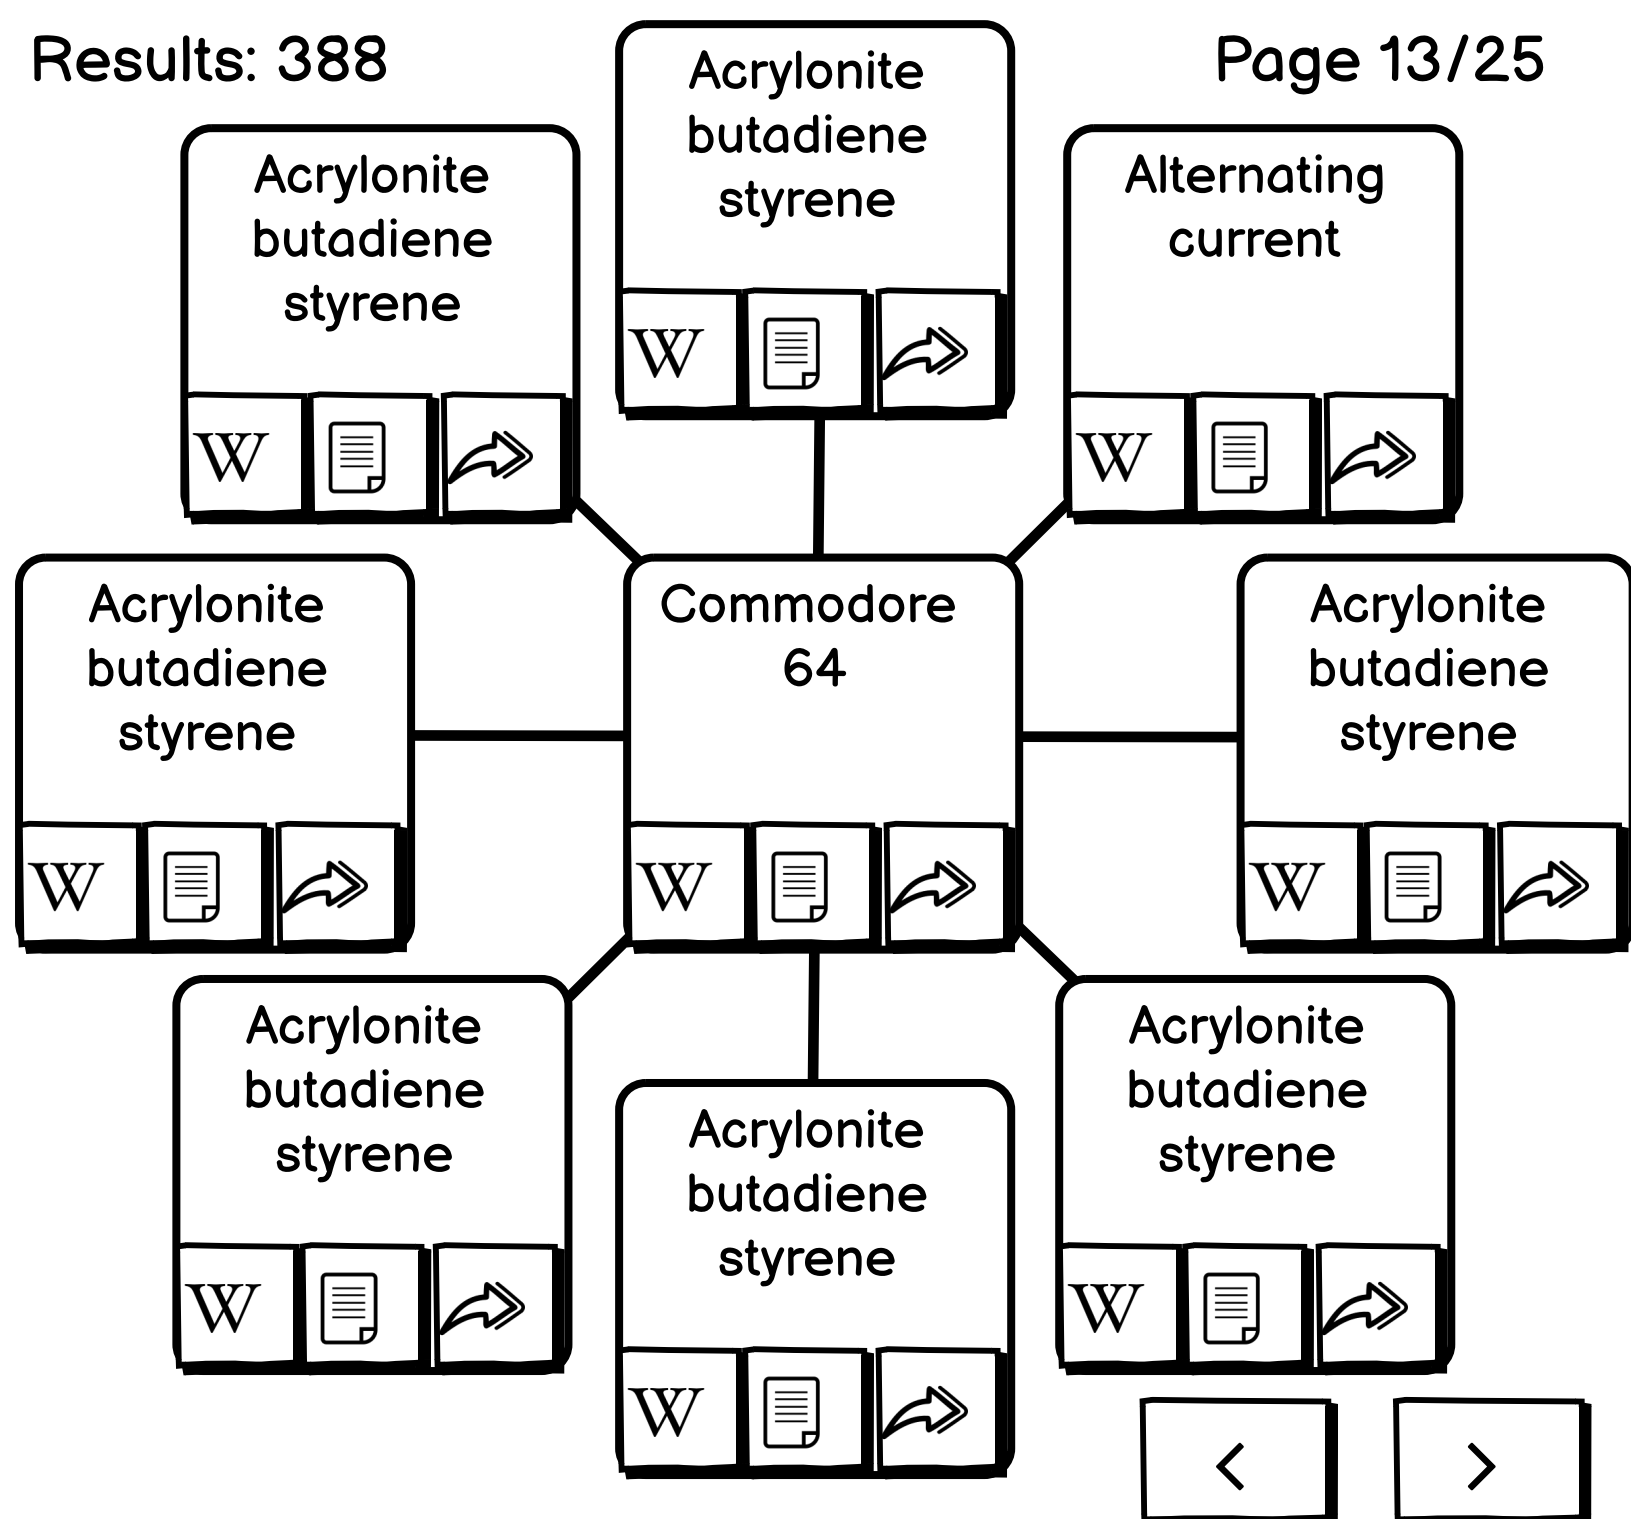 Results: 388
Page 13/25
Acrylonite
butadiene
styrene
W
Acrylonite
butadiene
styrene
W
Alternating
current
W
Acrylonite
butadiene
styrene
W
Commodore
64
W
Acrylonite
butadiene
styrene
W
Acrylonite
butadiene
styrene
W
Acrylonite
butadiene
styrene
W
Acrylonite
butadiene
styrene
W
< >